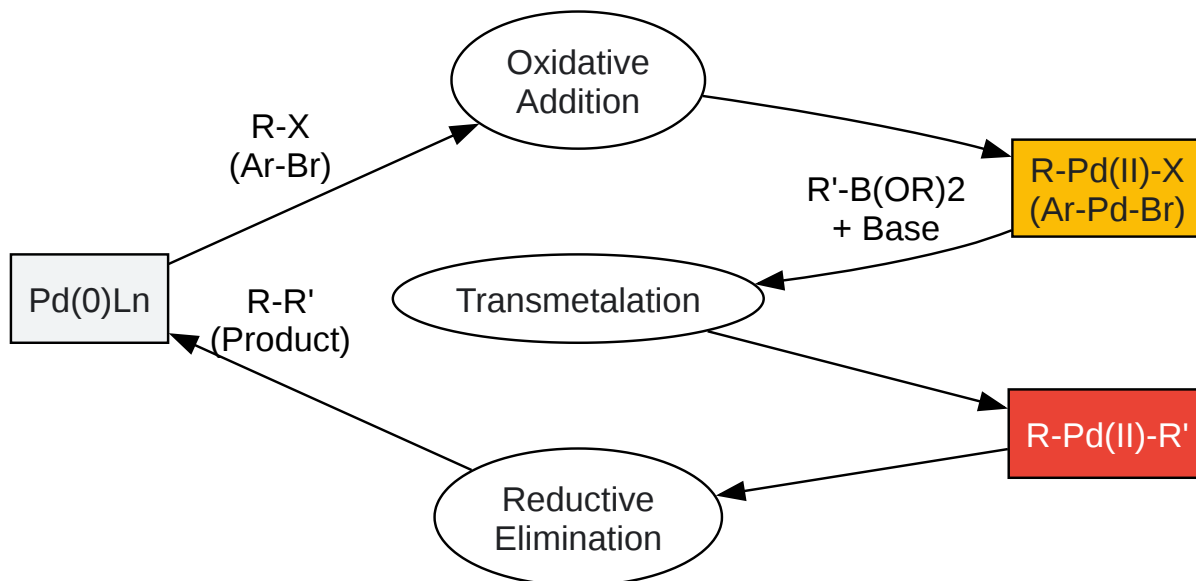 Oxidative
Addition
R-X
(Ar-Br)
R-Pd(II)-X
(Ar-Pd-Br)
R'-B(OR)2
+ Base
Pd(0)Ln
R-R'
(Product)
Transmetalation
R-Pd(II)-R'
Reductive
Elimination